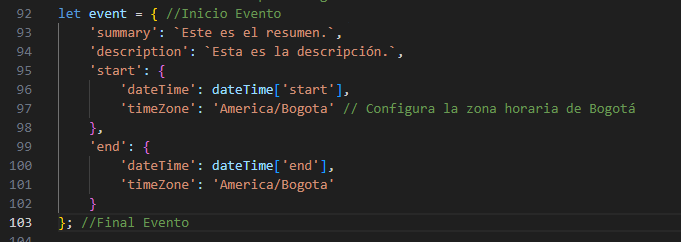 92 let event = { //Inicio Evento
93 'summary': `Este es el resumen.`,
94 'description': `Esta es la descripción.`,
95 'start': {
96 'dateTime': dateTime['start'],
97 'timeZone': 'America/Bogota' // Configura la zona horaria de Bogotá
98 },
99 'end': {
100 'dateTime': dateTime['end'],
101 'timeZone': 'America/Bogota'
102 }
103 }; //Final Evento
104